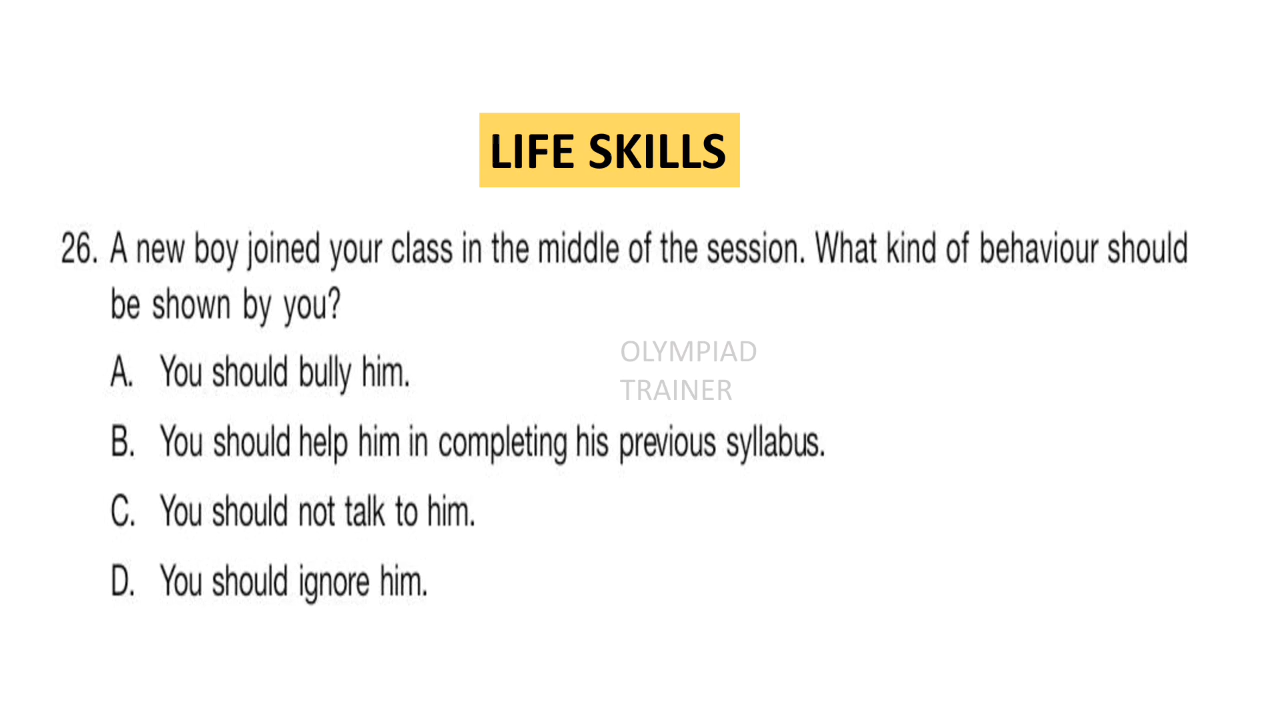 LIFE SKILLS
26. A new boy joined your class in the middle of the session. What kind of behaviour should
be shown by you?
OLYMPIAD
TRAINER
A. You should bully him.
B. You should help him in completing his previous syllabus.
C. You should not talk to him.
D. You should ignore him.